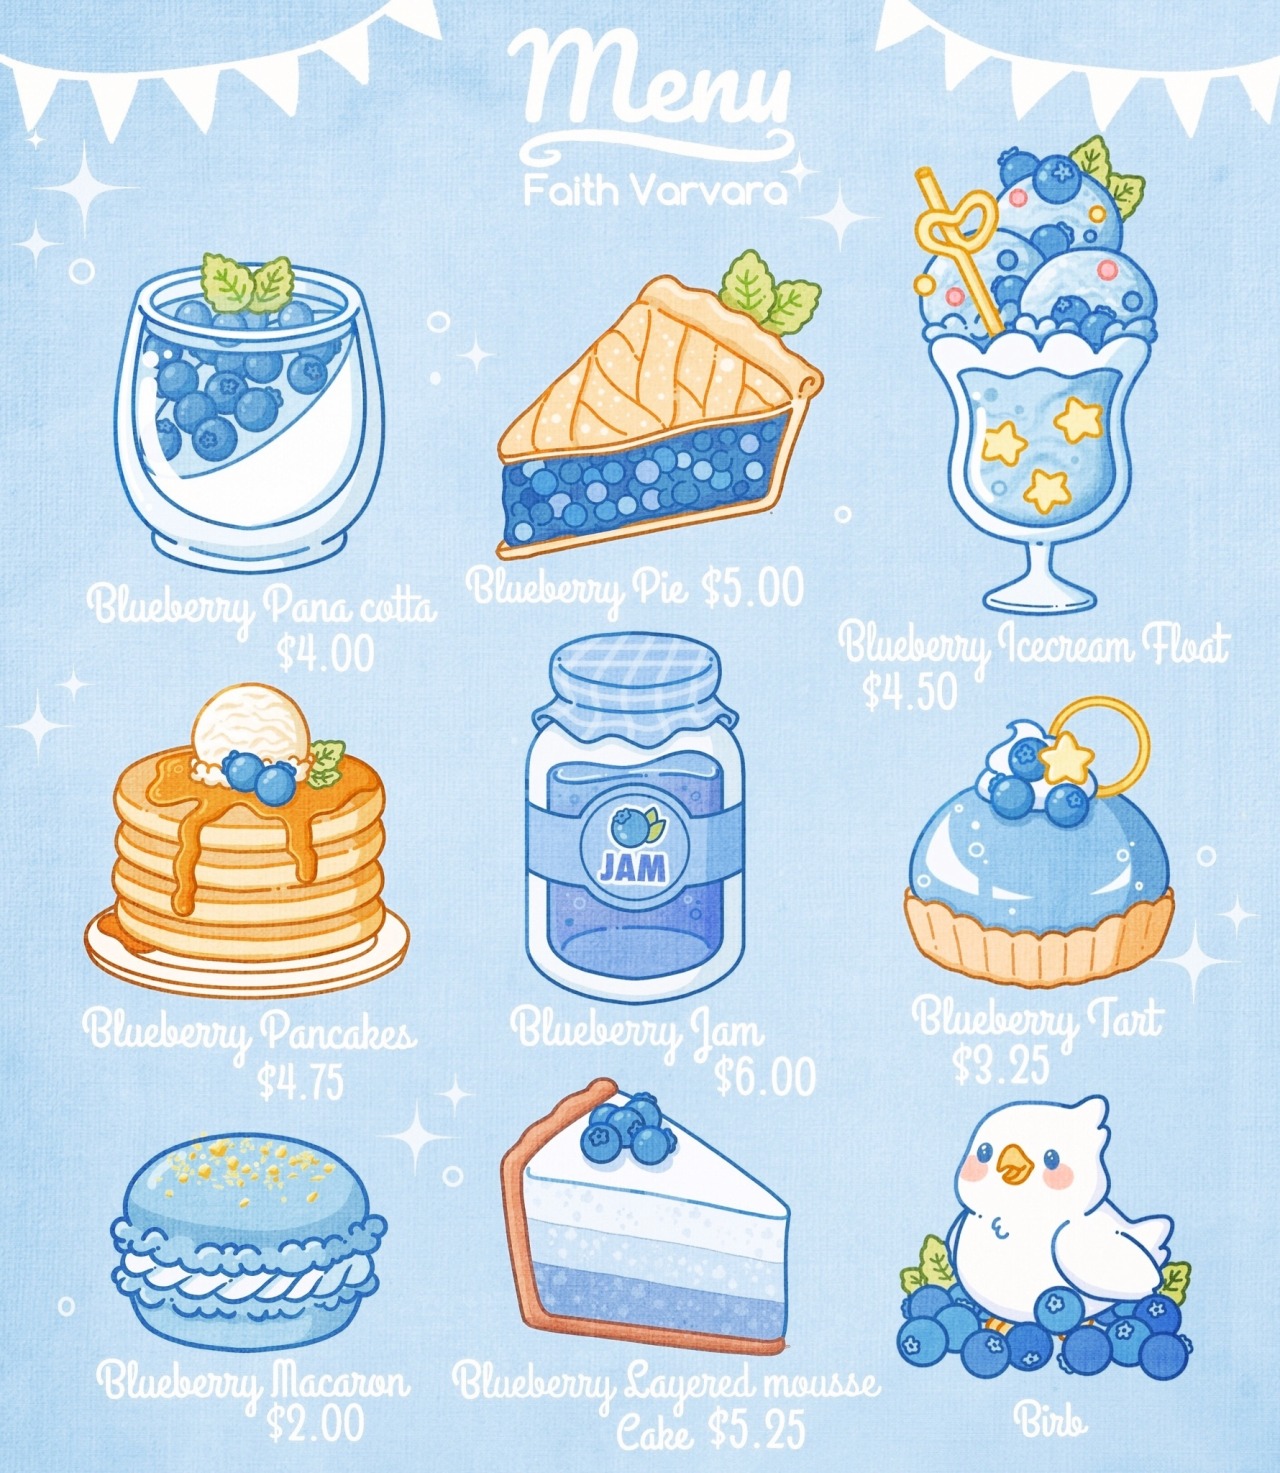 Menu
Faith Varvara
Blueberry Pana cotta
$4.00
Blueberry Pie $5.00
Blueberry Icecream Float
$4.50
Blueberry Pancakes
$4.75
JAM
Blueberry Jam
$6.00
Blueberry Tart
$3.25
Blueberry Macaron
$2.00
Blueberry Layered mousse
Cake $5.25
Birb